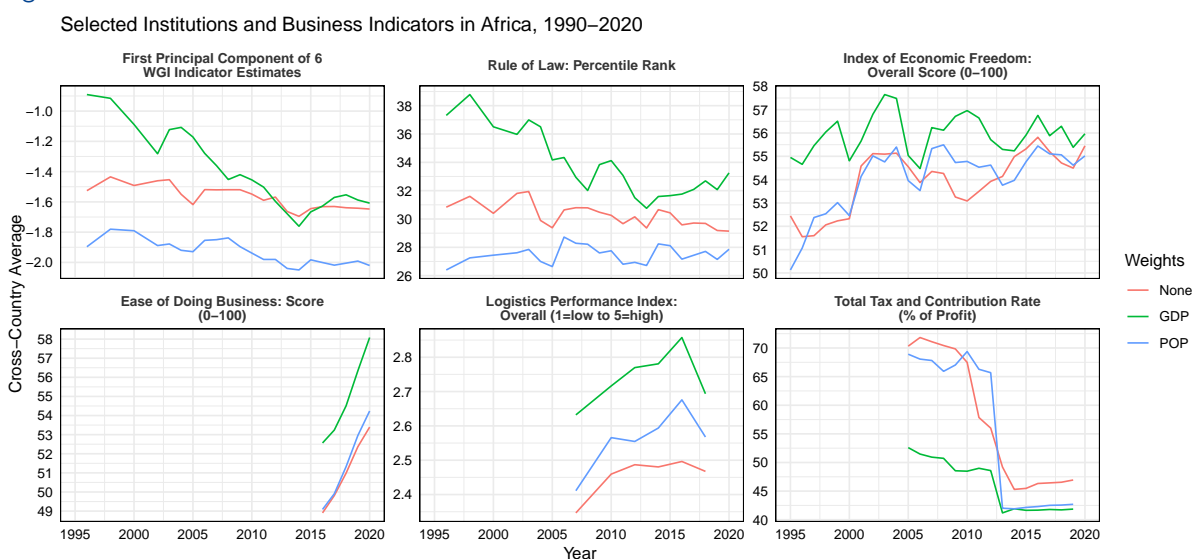 Selected Institutions and Business Indicators in Africa, 1990−2020
First Principal Component of 6
WGI Indicator Estimates
Rule of Law: Percentile Rank
Index of Economic Freedom:
Overall Score (0−100)
−1.0
−1.2
−1.4
−1.6
−1.8
−2.0
38
36
34
32
30
28
26
58
57
56
55
54
53
52
51
50
Cross−Country Average
Ease of Doing Business: Score
(0−100)
Logistics Performance Index:
Overall (1=low to 5=high)
Total Tax and Contribution Rate
(% of Profit)
58
57
56
55
54
53
52
51
50
49
2.8
2.7
2.6
2.5
2.4
70
65
60
55
50
45
40
1995 2000 2005 2010 2015 2020
1995 2000 2005 2010 2015 2020
1995 2000 2005 2010 2015 2020
Year
Weights
None
GDP
POP